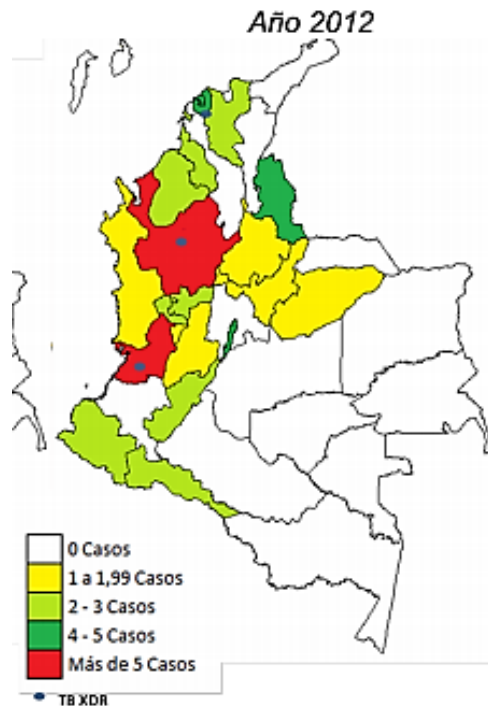 Año 2012
0 Casos
1 a 1,99 Casos
2 - 3 Casos
4 - 5 Casos
Más de 5 Casos
TB XDR